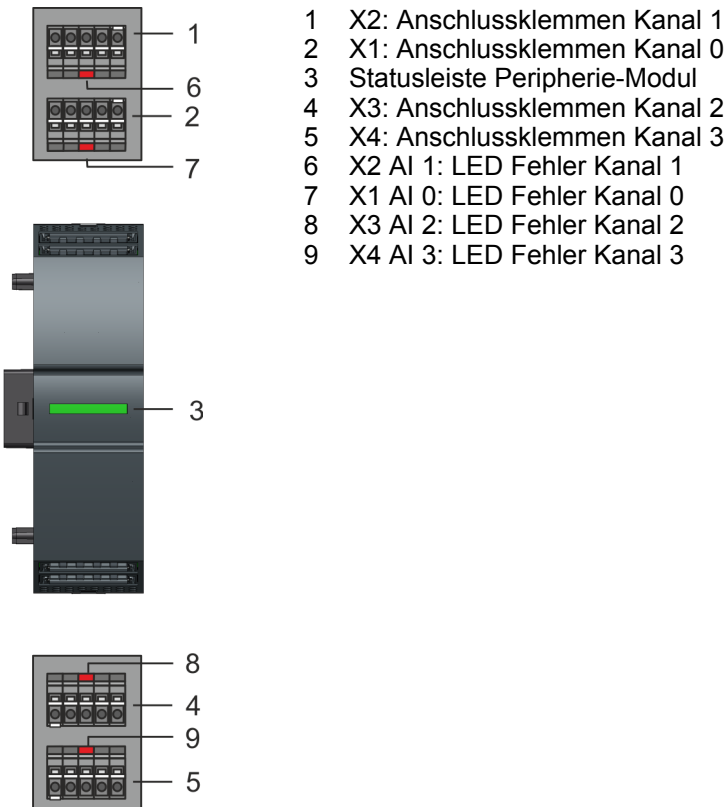 1 X2: Anschlussklemmen Kanal 1
2 X1: Anschlussklemmen Kanal 0
3 Statusleiste Peripherie-Modul
4 X3: Anschlussklemmen Kanal 2
5 X4: Anschlussklemmen Kanal 3
6 X2 AI 1: LED Fehler Kanal 1
7 X1 AI 0: LED Fehler Kanal 0
8 X3 AI 2: LED Fehler Kanal 2
9 X4 AI 3: LED Fehler Kanal 3
1
6
2
7
3
8
4
9
5